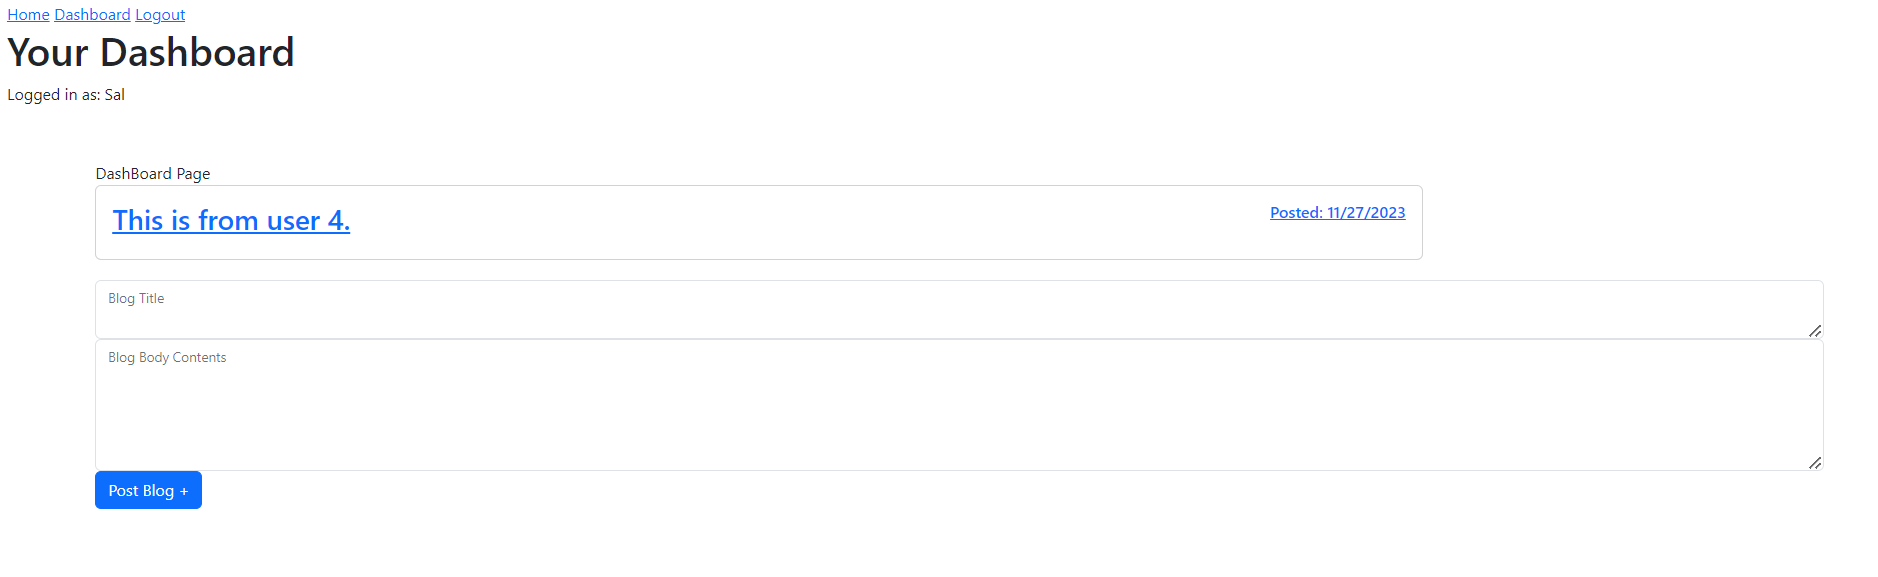 Home Dashboard Logout
Your Dashboard
Logged in as: Sal
DashBoard Page
This is from user 4.
Posted: 11/27/2023
Blog Title
Blog Body Contents
Post Blog +